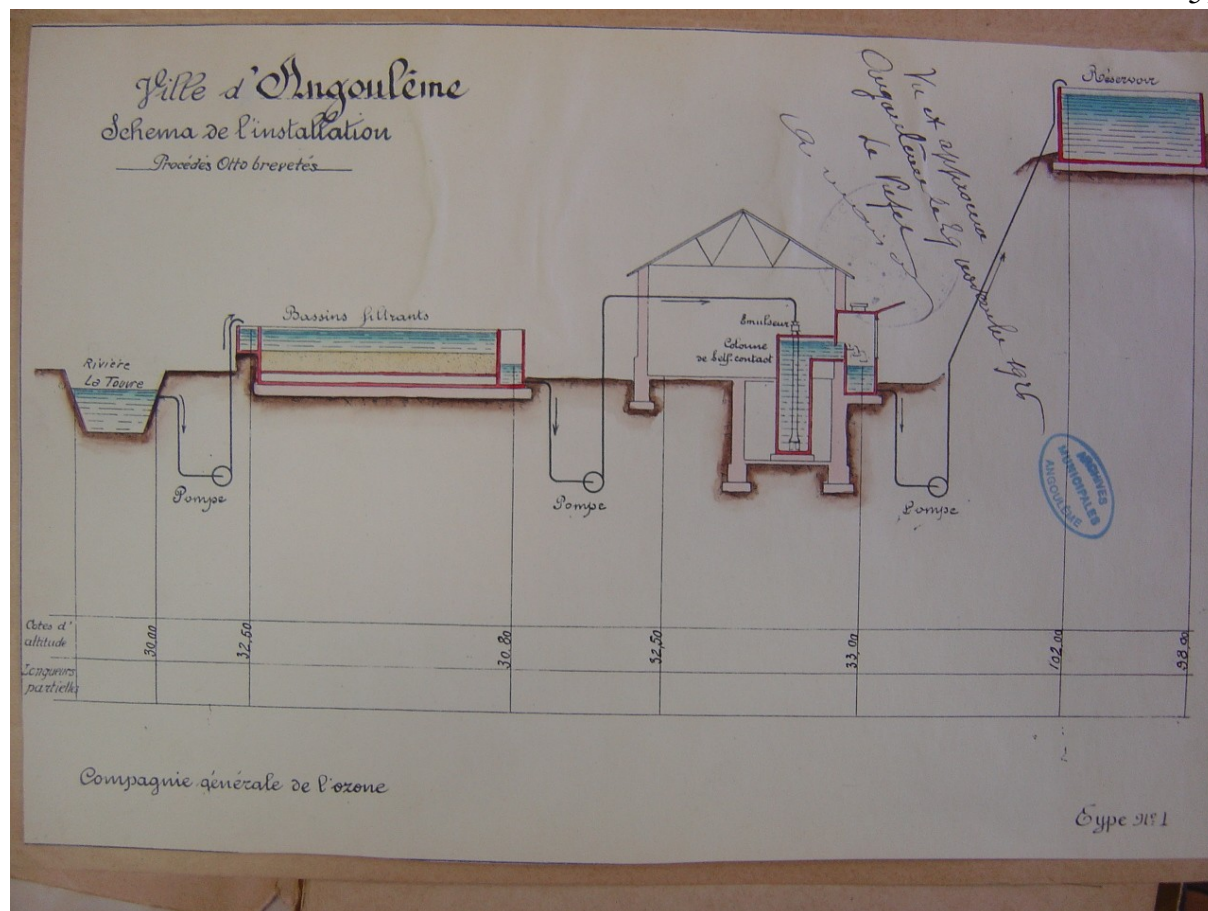 Ville d'Angoulême
Schema de l'installation
Procédés Otto brevetés
Vu et approuvé
Angoulême le 29 novembre 1926
Le Préfet
Réservoir
Bassins filtrants
Rivière
La Touvre
Emulseur
Colonne
de Self-contact
Pompe
Pompe
Pompe
ARCHIVES
MUNICIPALES
ANGOULÊME
Cotes d'
altitude
30,00
32,50
30,80
32,50
33,00
102,00
98,00
Longueurs
partielles
Compagnie générale de l'ozone
Type N° 1